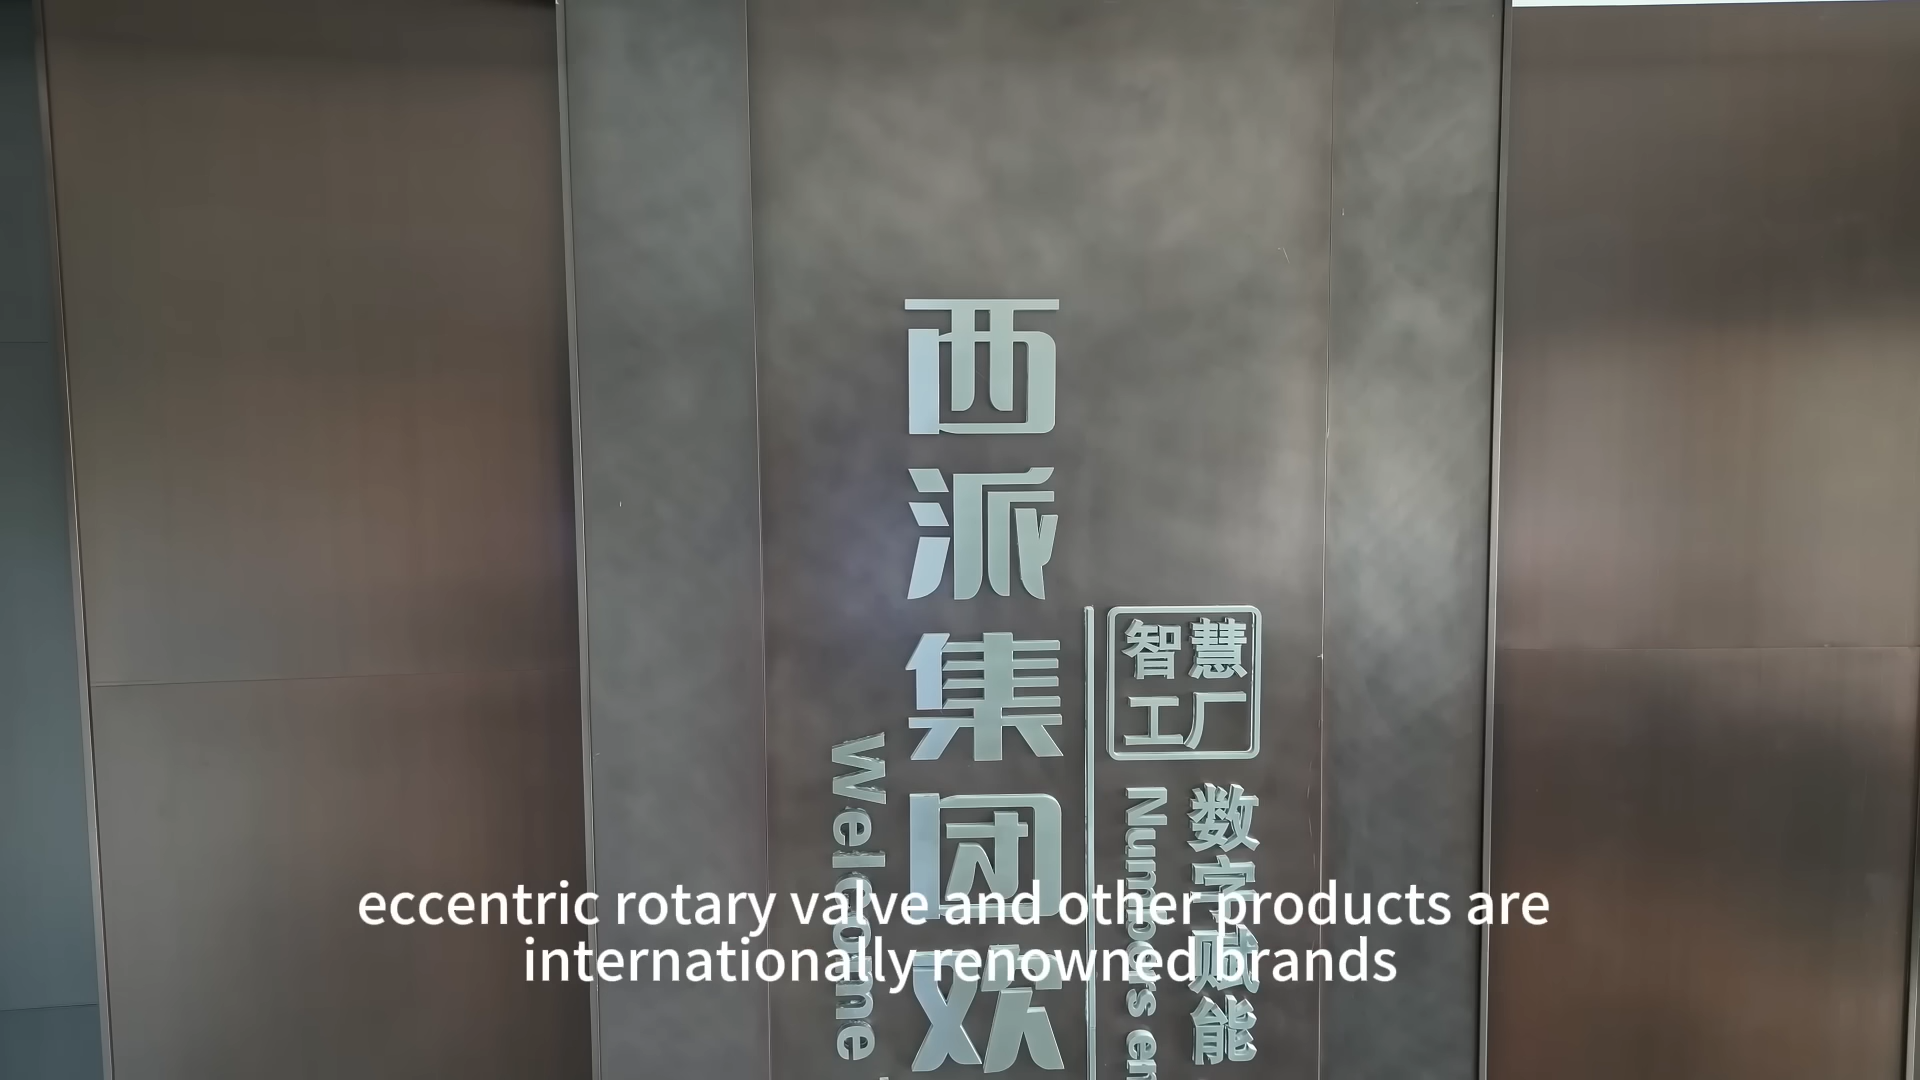 西派集团欢
Welcome
智慧
工厂
数字赋能
Numbers en
eccentric rotary valve and other products are
internationally renowned brands